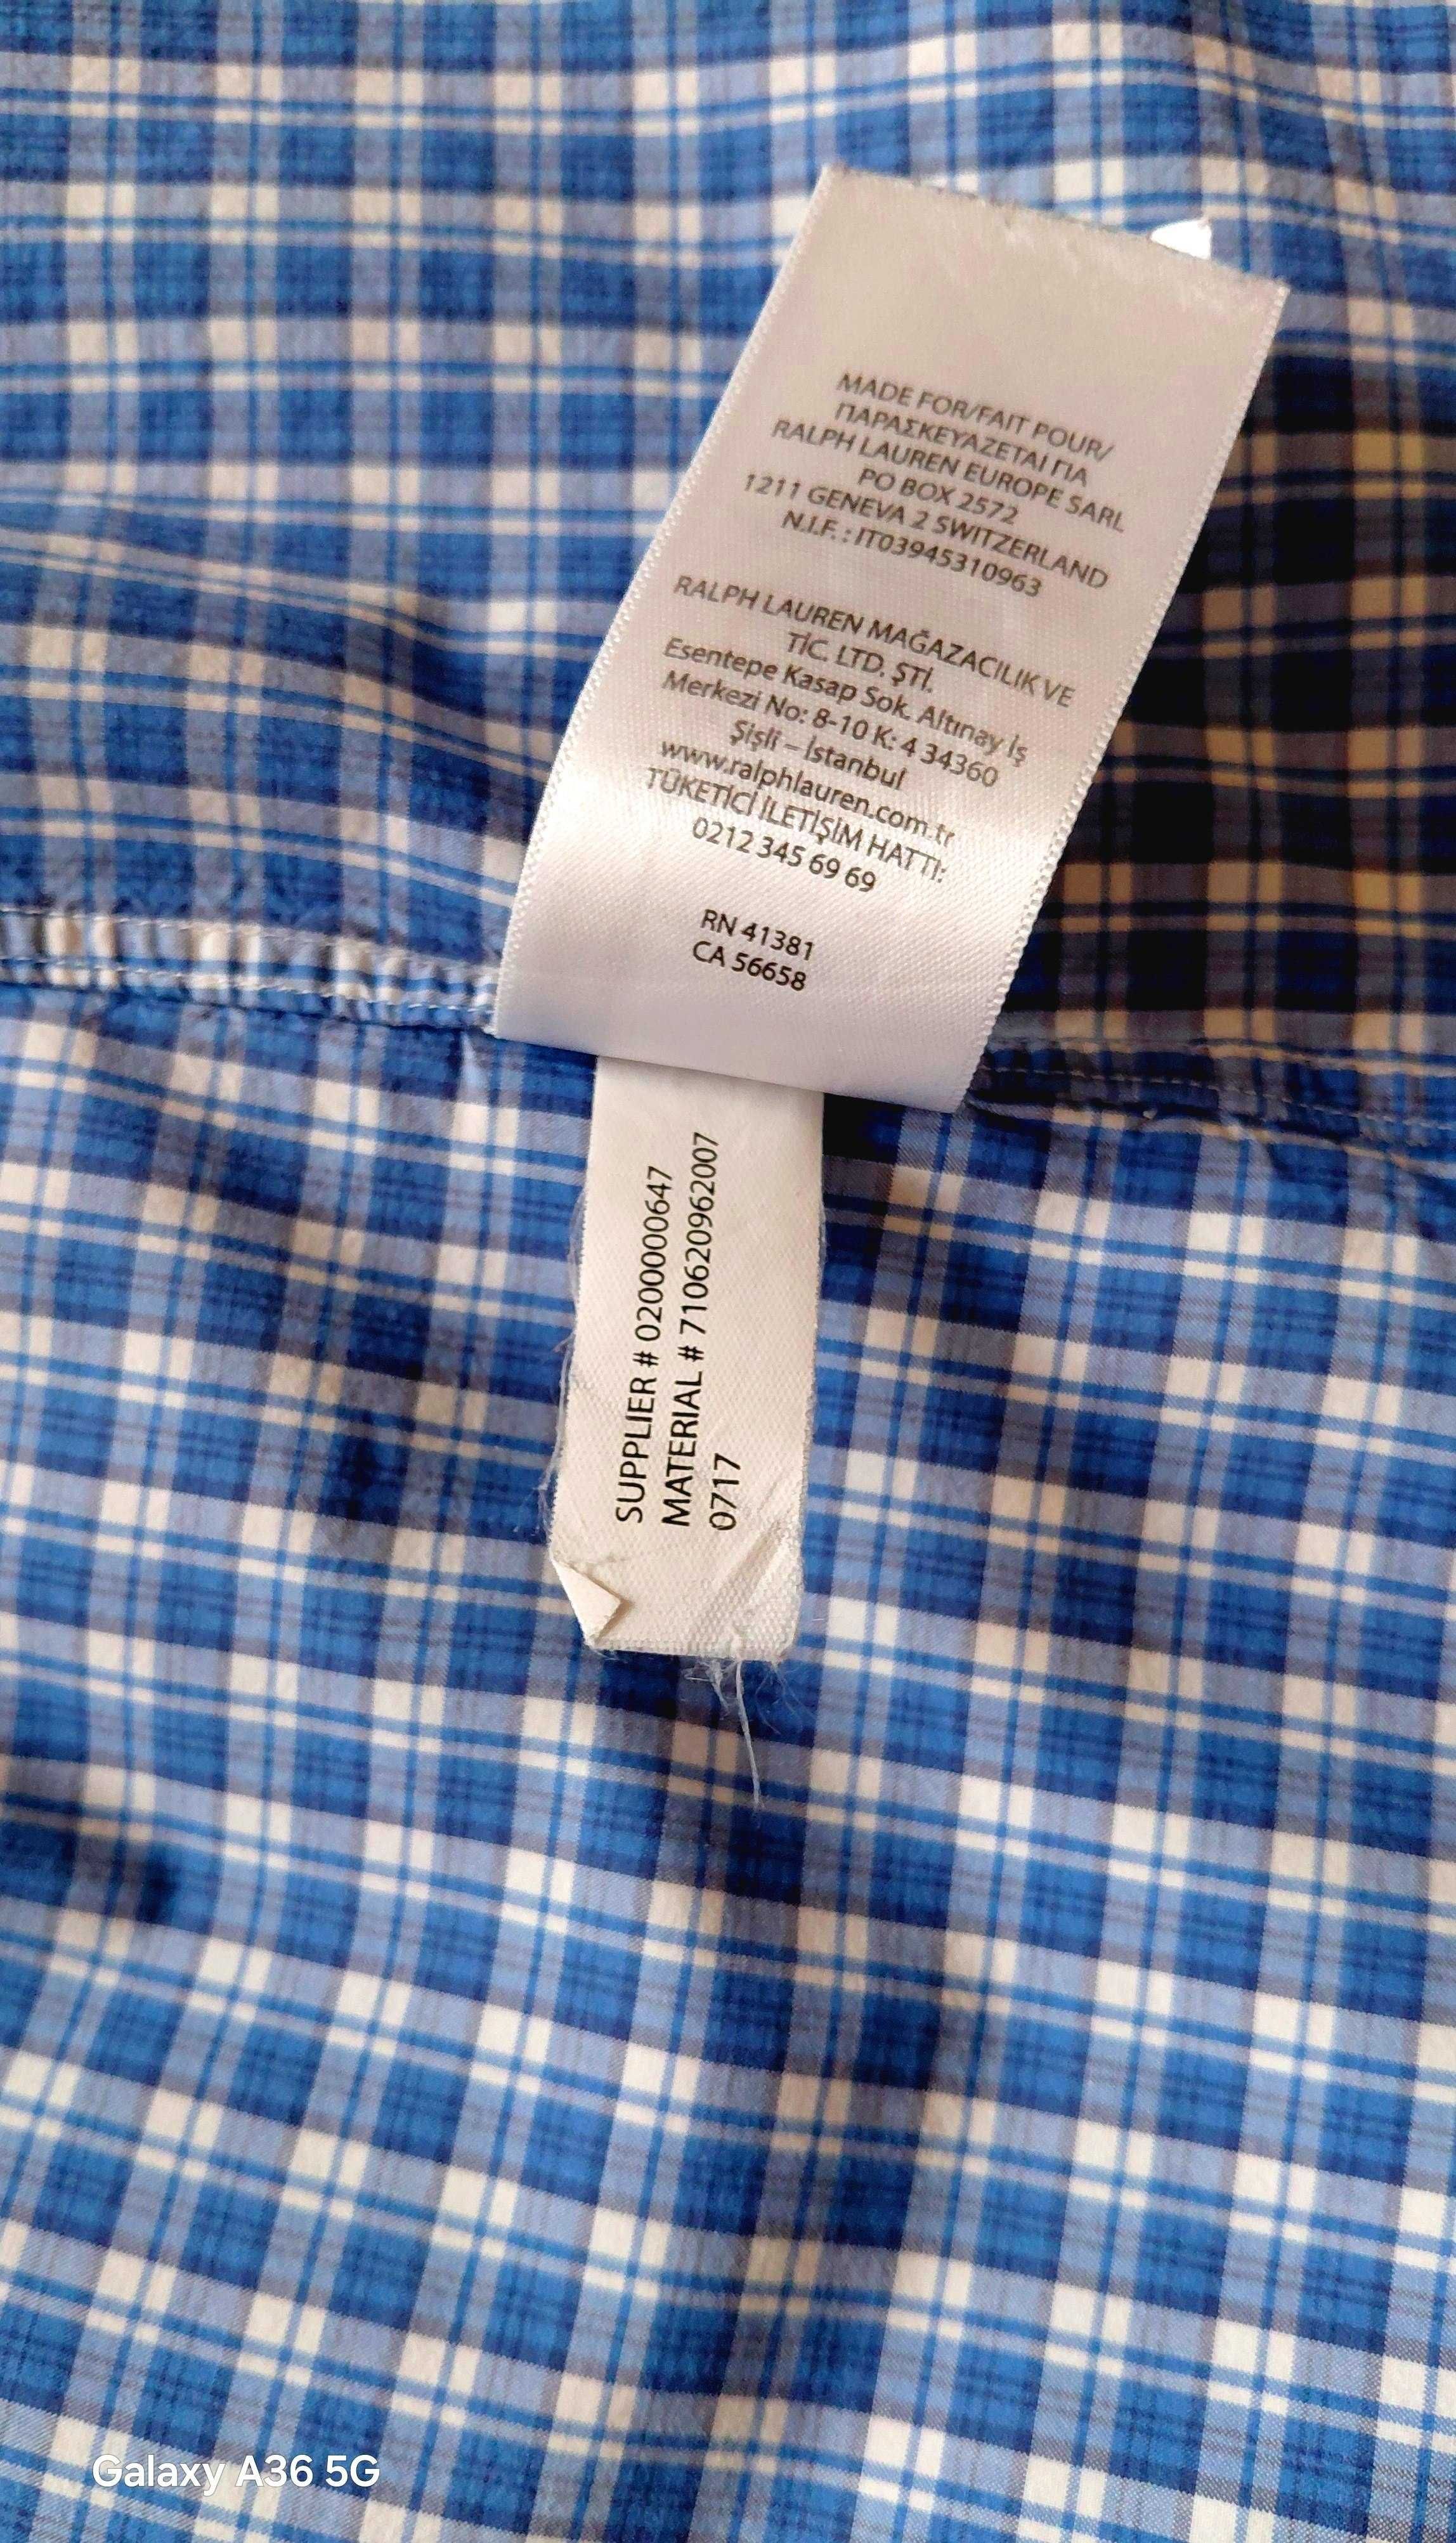 MADE FOR/FAIT POUR/
ΠΑΡΑΣΚΕΥΑΖΕΤΑΙ ΓΙΑ
RALPH LAUREN EUROPE SARL
PO BOX 2572
1211 GENEVA 2 SWITZERLAND
N.I.F. : IT03945310963
RALPH LAUREN MAĞAZACILIK VE
TİC. LTD. ŞTİ.
Esentepe Kasap Sok. Altınay İş
Merkezi No: 8-10 K: 4 34360
Şişli – İstanbul
www.ralphlauren.com.tr
TÜKETİCİ İLETİŞİM HATTI:
0212 345 69 69
RN 41381
CA 56658
SUPPLIER # 0200000647
MATERIAL # 710620962007
0717
Galaxy A36 5G